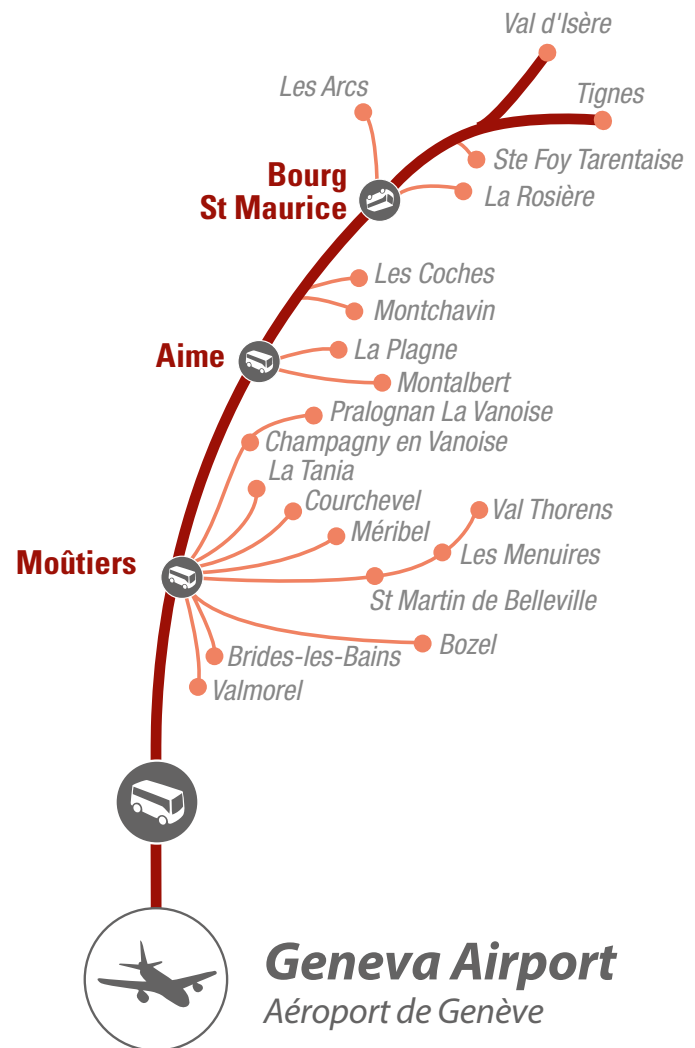 Val d'Isère
Les Arcs
Tignes
Ste Foy Tarentaise
Bourg
St Maurice
La Rosière
Les Coches
Montchavin
Aime
La Plagne
Montalbert
Pralognan La Vanoise
Champagny en Vanoise
La Tania
Courchevel
Val Thorens
Méribel
Les Menuires
Moûtiers
St Martin de Belleville
Bozel
Brides-les-Bains
Valmorel
Geneva Airport
Aéroport de Genève